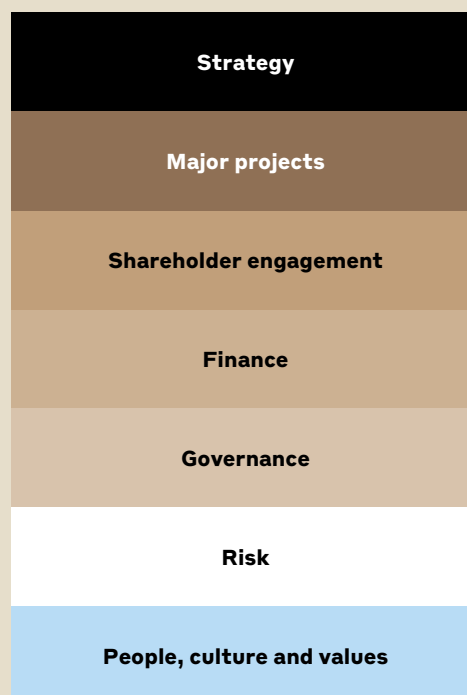 Strategy
Major projects
Shareholder engagement
Finance
Governance
Risk
People, culture and values